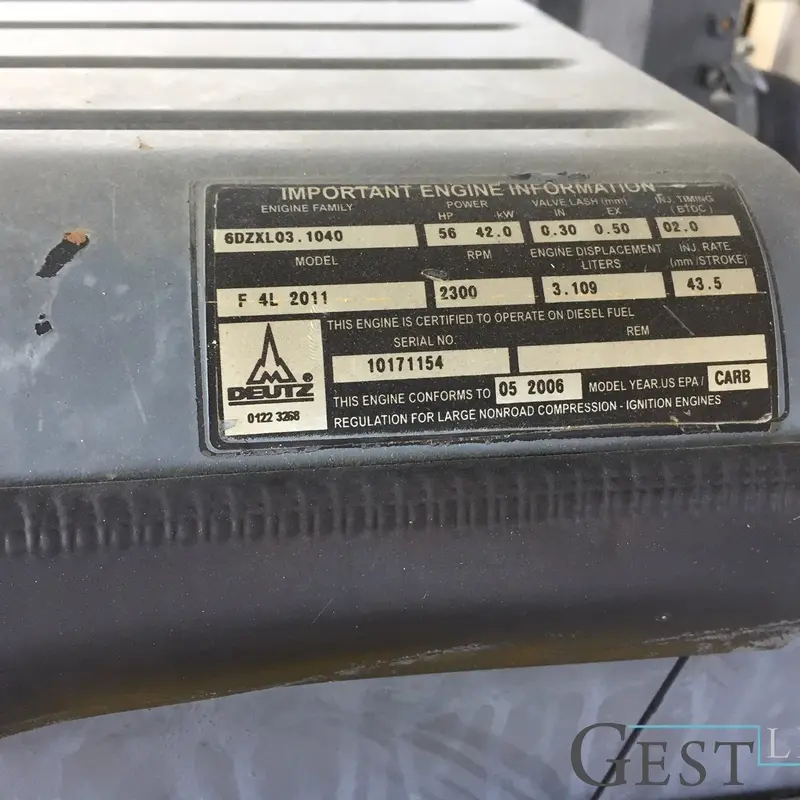 IMPORTANT ENGINE INFORMATION
ENIGINE FAMILY POWER VALVE LASH (mm) INJ. TIMING
HP kW IN EX (BTDC)
6DZXL03.1040 56 42.0 0.30 0.50 02.0
MODEL RPM ENGINE DISPLACEMENT INJ. RATE
LITERS (mm /STROKE)
F 4L 2011 2300 3.109 43.5
THIS ENGINE IS CERTIFIED TO OPERATE ON DIESEL FUEL
SERIAL NO. REM
10171154
DEUTZ ®
0122 3268
THIS ENGINE CONFORMS TO 05 2006 MODEL YEAR.US EPA / CARB
REGULATION FOR LARGE NONROAD COMPRESSION - IGNITION ENGINES
GEST